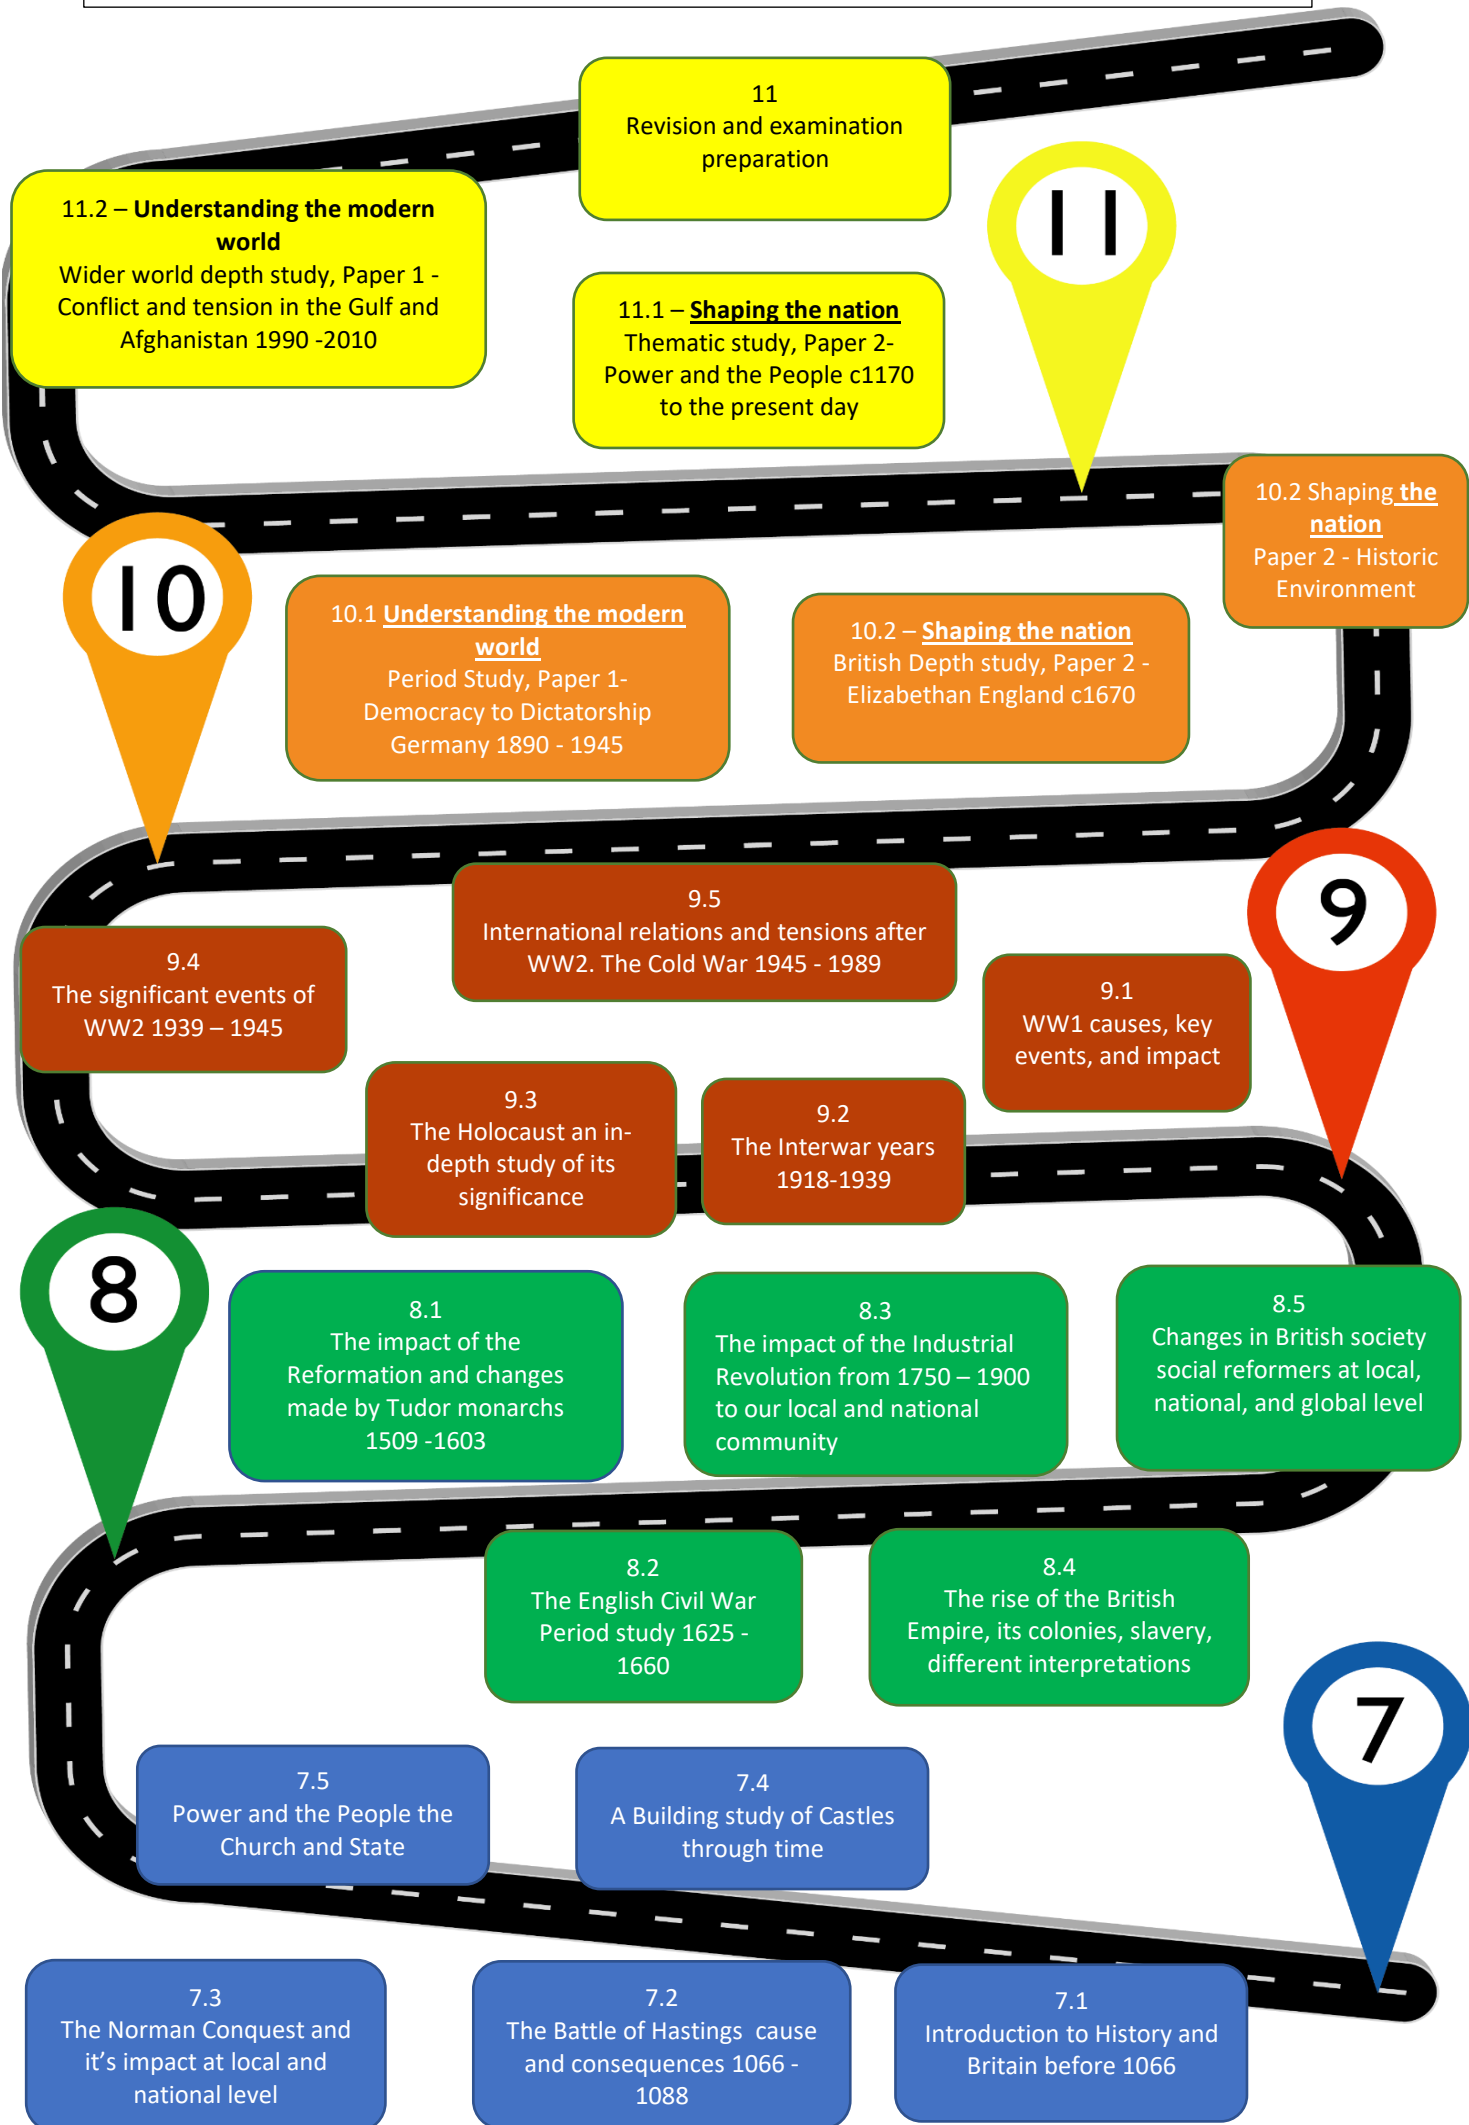 11
Revision and examination
preparation
11.2 – Understanding the modern
world
Wider world depth study, Paper 1 -
Conflict and tension in the Gulf and
Afghanistan 1990 -2010
11
11.1 – Shaping the nation
Thematic study, Paper 2-
Power and the People c1170
to the present day
10.2 Shaping the
nation
Paper 2 - Historic
Environment
10
10.1 Understanding the modern
world
Period Study, Paper 1-
Democracy to Dictatorship
Germany 1890 - 1945
10.2 – Shaping the nation
British Depth study, Paper 2 -
Elizabethan England c1670
9
9.5
International relations and tensions after
WW2. The Cold War 1945 - 1989
9.4
The significant events of
WW2 1939 – 1945
9.1
WW1 causes, key
events, and impact
9.3
The Holocaust an in-
depth study of its
significance
9.2
The Interwar years
1918-1939
8
8.1
The impact of the
Reformation and changes
made by Tudor monarchs
1509 -1603
8.3
The impact of the Industrial
Revolution from 1750 – 1900
to our local and national
community
8.5
Changes in British society
social reformers at local,
national, and global level
8.2
The English Civil War
Period study 1625 -
1660
8.4
The rise of the British
Empire, its colonies, slavery,
different interpretations
7
7.5
Power and the People the
Church and State
7.4
A Building study of Castles
through time
7.3
The Norman Conquest and
it’s impact at local and
national level
7.2
The Battle of Hastings  cause
and consequences 1066 -
1088
7.1
Introduction to History and
Britain before 1066